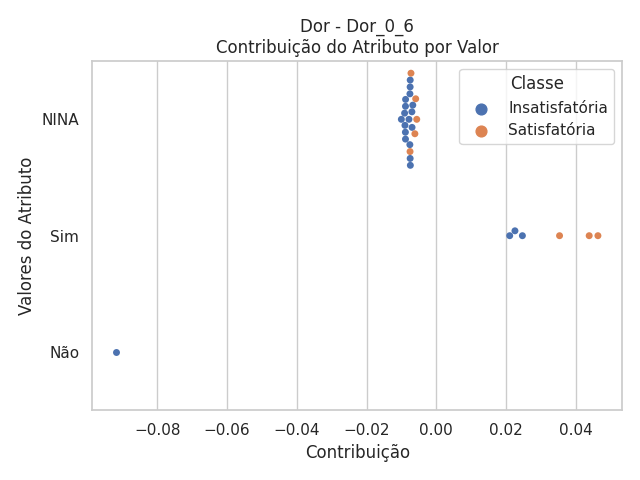 Dor - Dor_0_6
Contribuição do Atributo por Valor
Classe
Insatisfatória
Satisfatória
Valores do Atributo
NINA
Sim
Não
−0.08 −0.06 −0.04 −0.02 0.00 0.02 0.04
Contribuição